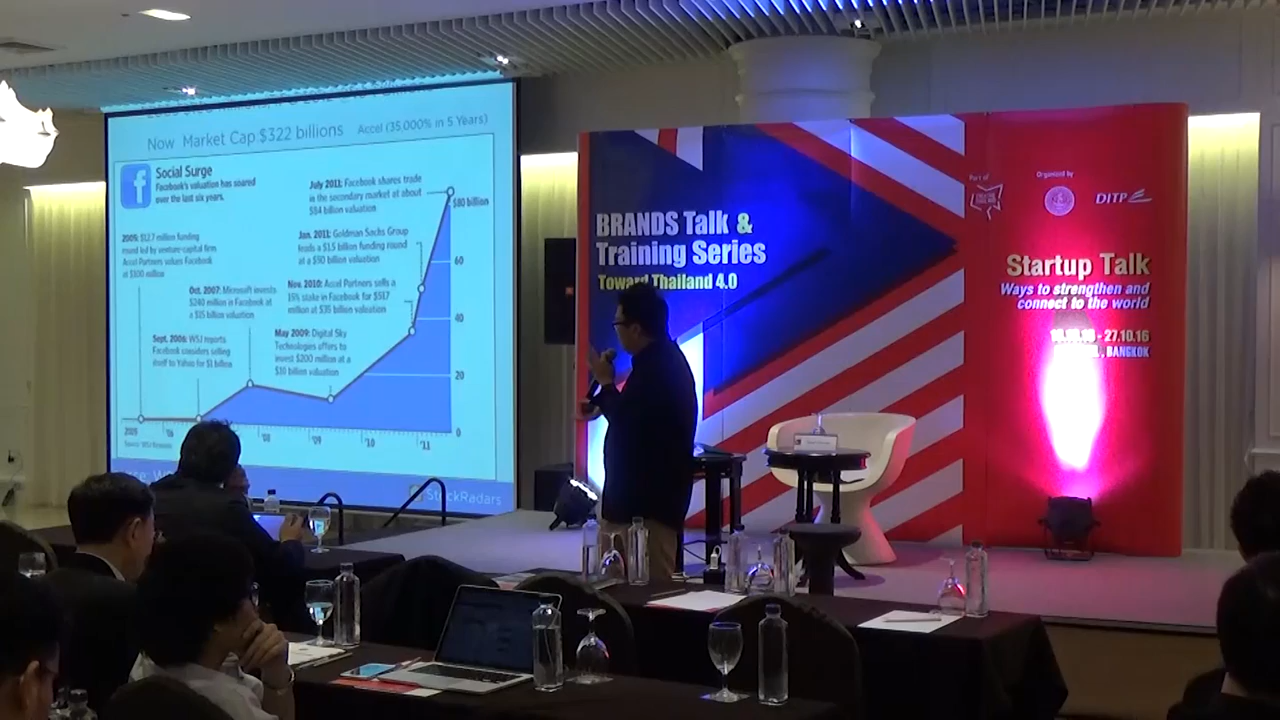 Now Market Cap $322 billions Accel (35,000% in 5 Years)
Social Surge
Facebook's valuation has soared
over the last six years.
July 2011: Facebook shares trade
in the secondary market at about
$84 billion valuation
$80 billion
2005: $12.7 million funding
round led by venture-capital firm
Accel Partners values Facebook
at $100 million
Jan. 2011: Goldman Sachs Group
leads a $1.5 billion funding round
at a $50 billion valuation
60
Oct. 2007: Microsoft invests
$240 million in Facebook at
a $15 billion valuation
Nov. 2010: Accel Partners sells a
15% stake in Facebook for $517
million at $35 billion valuation
40
Sept. 2006: WSJ reports
Facebook considers selling
itself to Yahoo for $1 billion
May 2009: Digital Sky
Technologies offers to
invest $200 million at a
$10 billion valuation
20
0
2005 '06 '08 '09 '10 '11
StockRadars
BRANDS Talk &
Training Series
Toward Thailand 4.0
Part of
Organized by
DITP
Startup Talk
Ways to strengthen and
connect to the world
- 27.10.16
, BANGKOK